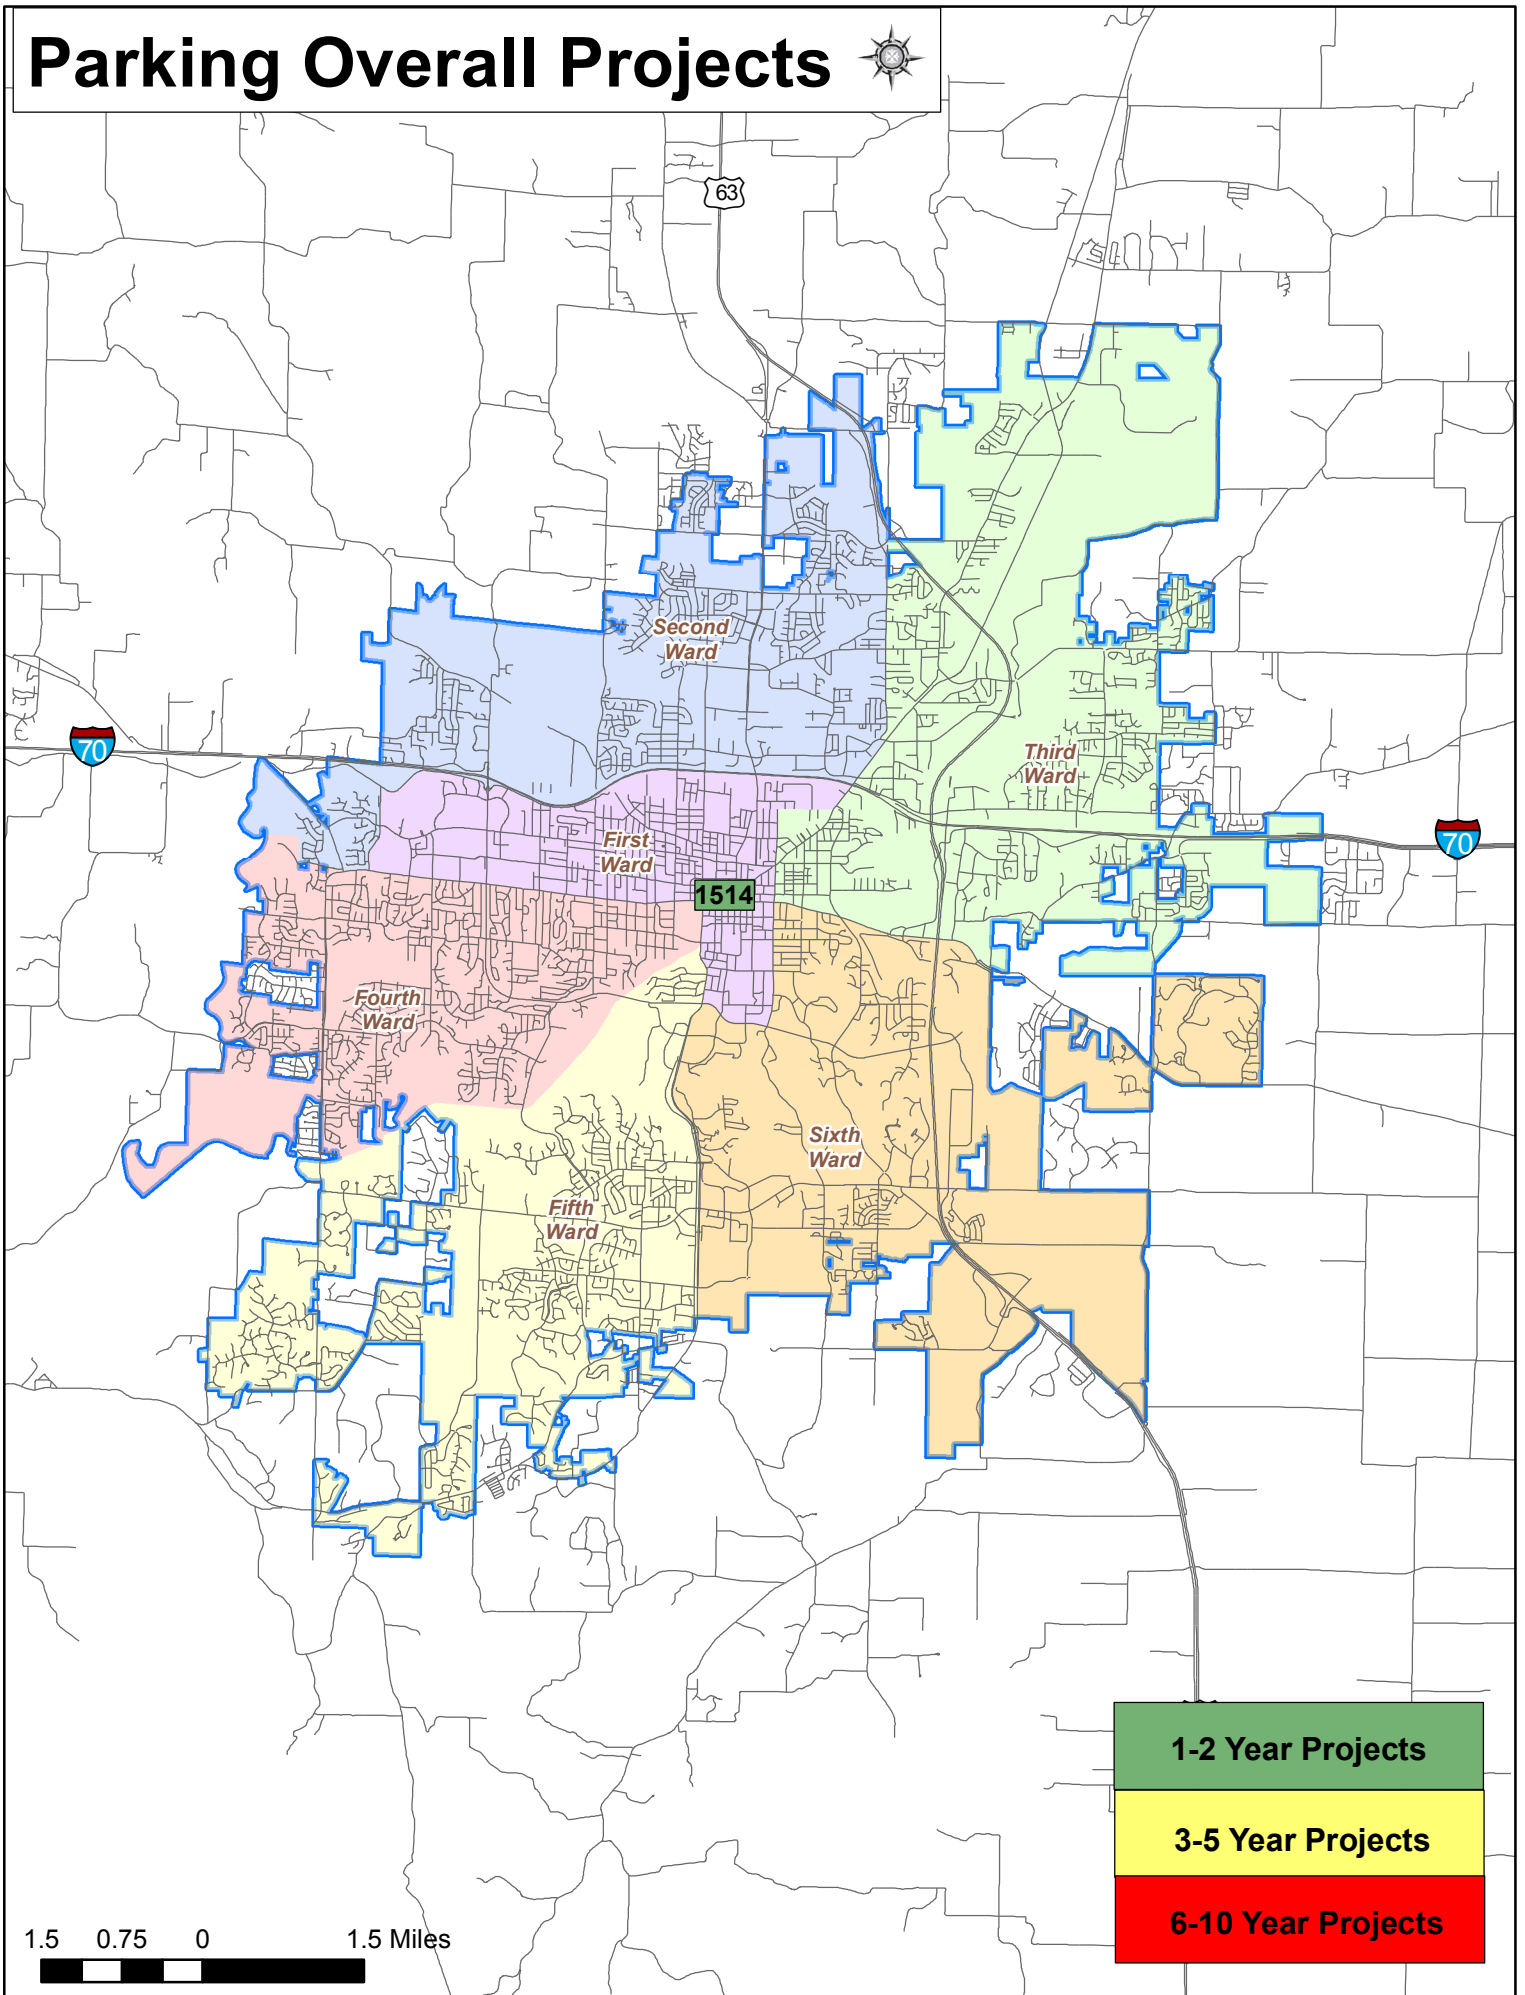 Parking Overall Projects
63
Second
Ward
70
Third
Ward
First
Ward
70
1514
Fourth
Ward
Sixth
Ward
Fifth
Ward
1-2 Year Projects
3-5 Year Projects
6-10 Year Projects
1.5 0.75 0 1.5 Miles